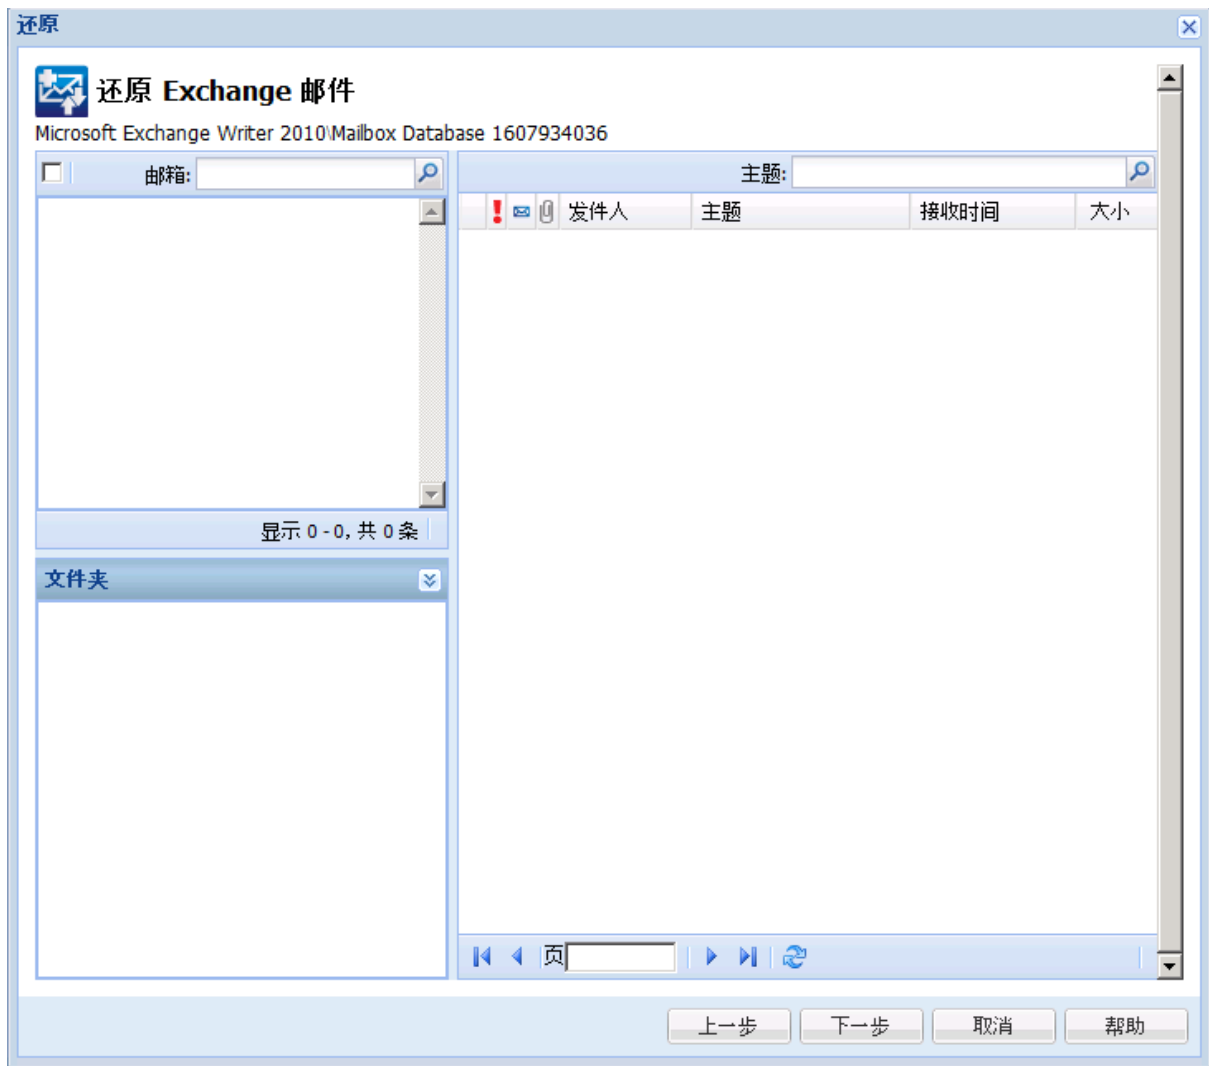 还原
还原 Exchange 邮件
Microsoft Exchange Writer 2010\Mailbox Database 1607934036
邮箱:
主题:
发件人 主题 接收时间 大小
显示 0 - 0, 共 0 条
文件夹
页
上一步 下一步 取消 帮助